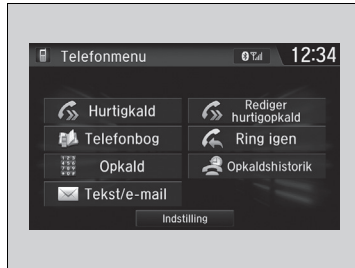 Telefonmenu
12:34
Hurtigkald
Rediger
hurtigopkald
Telefonbog
Ring igen
Opkald
Opkaldshistorik
Tekst/e-mail
Indstilling